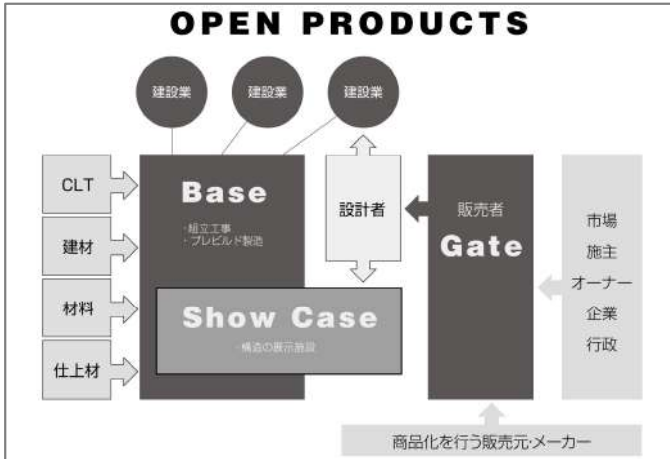 OPEN PRODUCTS
建設業
建設業
建設業
CLT
建材
材料
仕上材
Base
・組立工事
・プレビルド製造
Show Case
・構造の展示施設
設計者
販売者
Gate
市場
施主
オーナー
企業
行政
商品化を行う販売元・メーカー